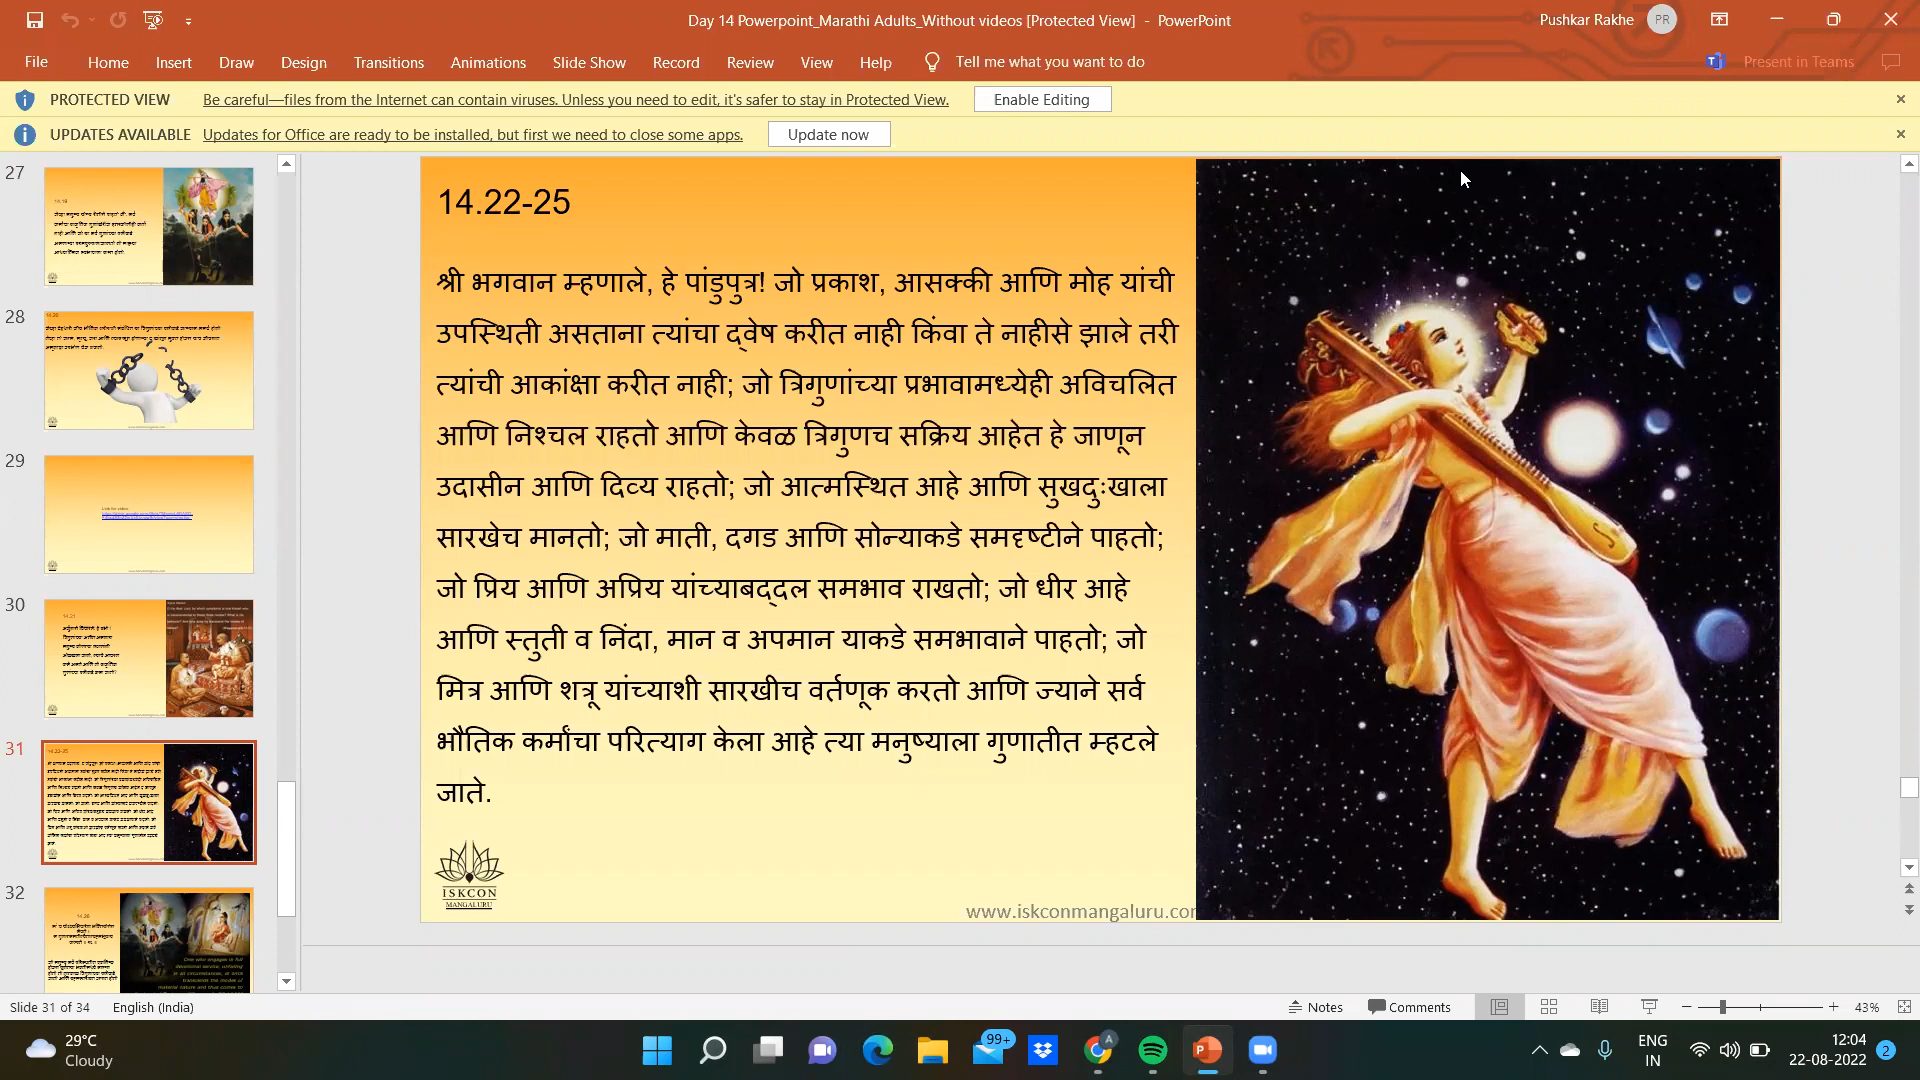 Day 14 Powerpoint_Marathi Adults_Without videos [Protected View] - PowerPoint
Pushkar Rakhe
PR
File
Home
Insert
Draw
Design
Transitions
Animations
Slide Show
Record
Review
View
Help
Tell me what you want to do
Present in Teams
PROTECTED VIEW
Be careful—files from the Internet can contain viruses. Unless you need to edit, it's safer to stay in Protected View.
Enable Editing
UPDATES AVAILABLE
Updates for Office are ready to be installed, but first we need to close some apps.
Update now
27
28
29
30
31
32
14.22-25
श्री भगवान म्हणाले, हे पांडुपुत्र! जो प्रकाश, आसक्की आणि मोह यांची
उपस्थिती असताना त्यांचा द्वेष करीत नाही किंवा ते नाहीसे झाले तरी
त्यांची आकांक्षा करीत नाही; जो त्रिगुणांच्या प्रभावामध्येही अविचलित
आणि निश्चल राहतो आणि केवळ त्रिगुणच सक्रिय आहेत हे जाणून
उदासीन आणि दिव्य राहतो; जो आत्मस्थित आहे आणि सुखदुःखाला
सारखेच मानतो; जो माती, दगड आणि सोन्याकडे समदृष्टीने पाहतो;
जो प्रिय आणि अप्रिय यांच्याबद्दल समभाव राखतो; जो धीर आहे
आणि स्तुती व निंदा, मान व अपमान याकडे समभावाने पाहतो; जो
मित्र आणि शत्रू यांच्याशी सारखीच वर्तणूक करतो आणि ज्याने सर्व
भौतिक कर्मांचा परित्याग केला आहे त्या मनुष्याला गुणातीत म्हटले
जाते.
ISKCON
MANGALURU
www.iskconmangaluru.cor
Slide 31 of 34
English (India)
Notes
Comments
43%
29°C
Cloudy
99+
A
ENG
IN
12:04
22-08-2022
2